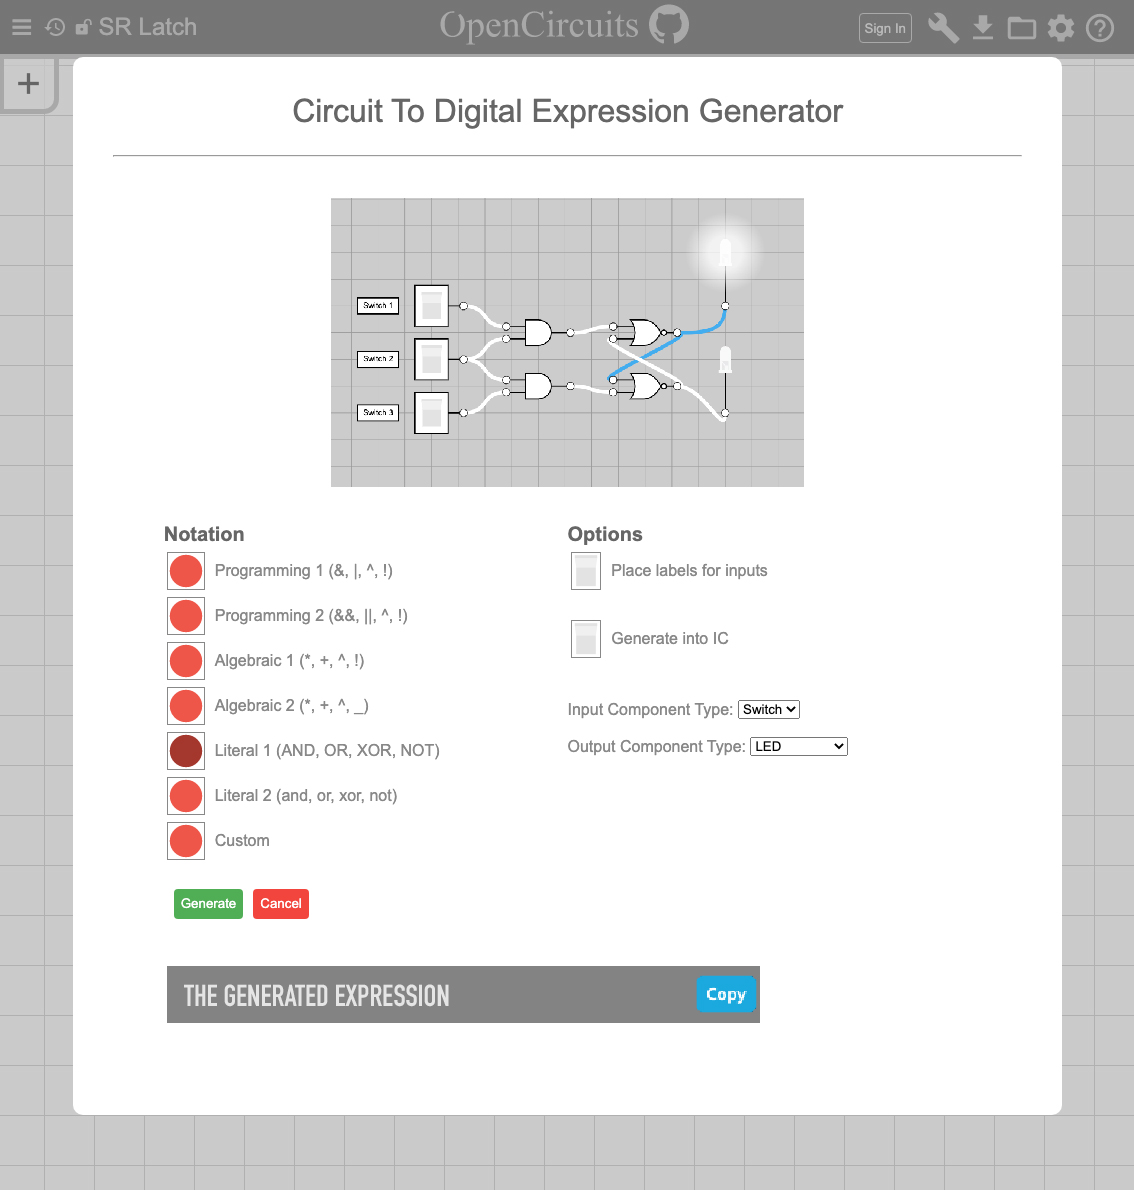 SR Latch
OpenCircuits
Sign In
Circuit To Digital Expression Generator
Switch 1
Switch 2
Switch 3
Notation
Programming 1 (&, |, ^, !)
Programming 2 (&&, ||, ^, !)
Algebraic 1 (*, +, ^, !)
Algebraic 2 (*, +, ^, _)
Literal 1 (AND, OR, XOR, NOT)
Literal 2 (and, or, xor, not)
Custom
Options
Place labels for inputs
Generate into IC
Input Component Type: Switch
Output Component Type: LED
Generate Cancel
THE GENERATED EXPRESSION
Copy